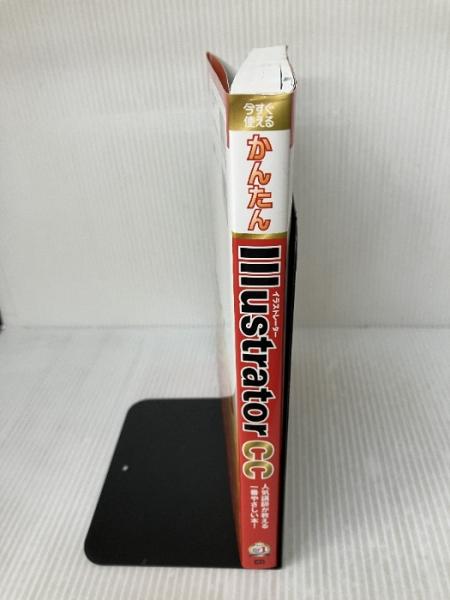 今すぐ
使える
かんたん
Illustrator CC
イラストレーター
人気講師が教える
一番やさしい本！